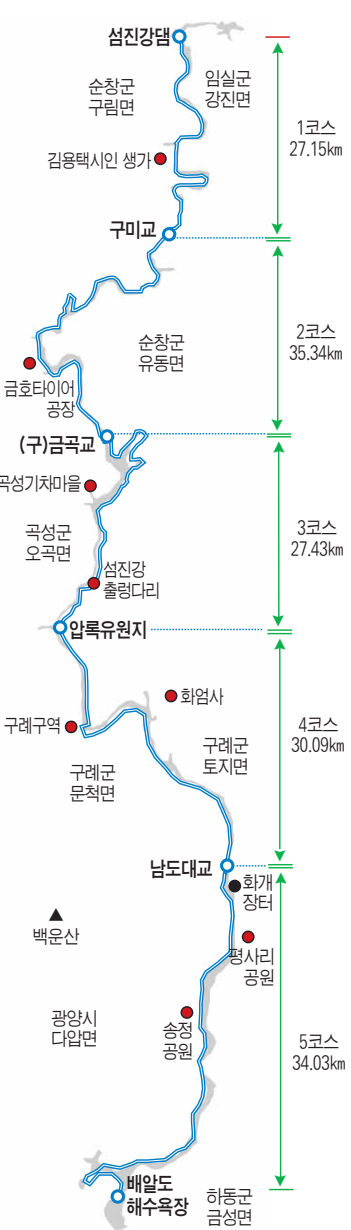 섬진강댐
순창군
구림면
임실군
강진면
1코스
27.15km
김용택시인 생가
구미교
2코스
35.34km
순창군
유동면
금호타이어
공장
(구)금곡교
곡성기차마을
3코스
27.43km
곡성군
오곡면
섬진강
출렁다리
압록유원지
화엄사
4코스
30.09km
구례구역
구례군
토지면
구례군
문척면
남도대교
화개
장터
백운산
평사리
공원
광양시
다압면
송정
공원
5코스
34.03km
배알도
해수욕장
하동군
금성면